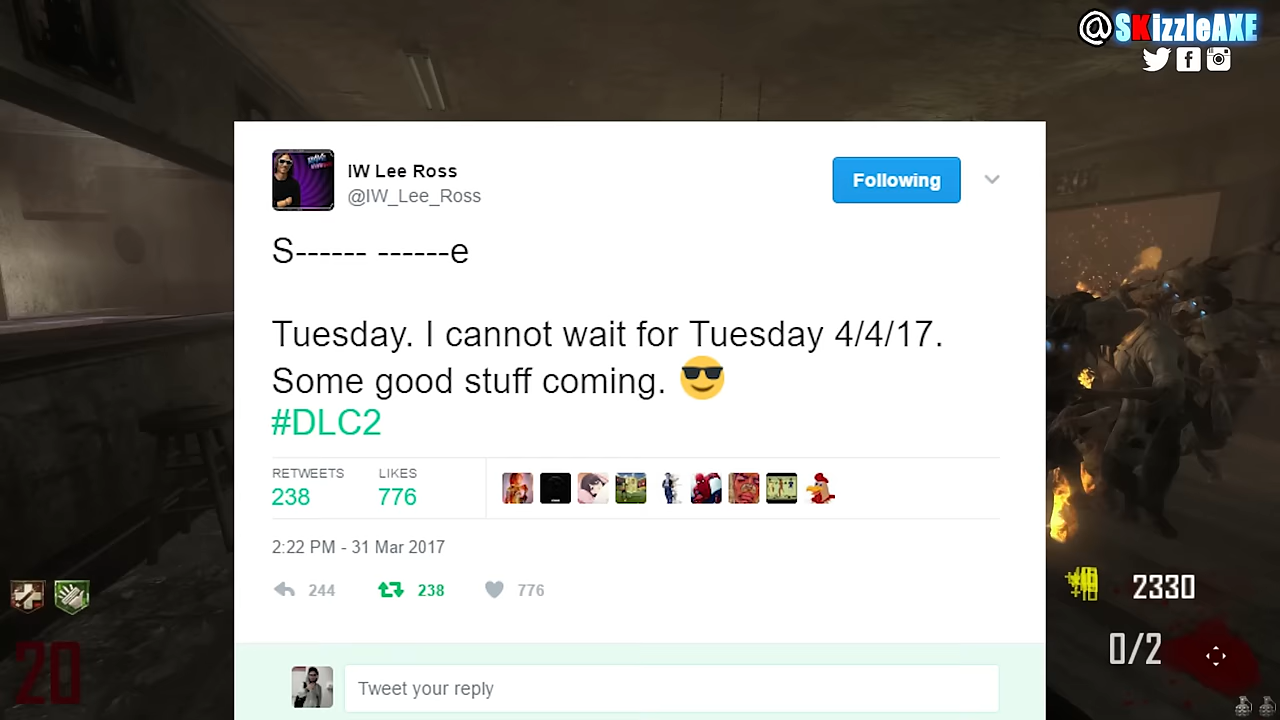 @SKizzleAXE
IW Lee Ross
@IW_Lee_Ross
Following
S------ ------e
Tuesday. I cannot wait for Tuesday 4/4/17.
Some good stuff coming. 😎
#DLC2
RETWEETS LIKES
238 776
2:22 PM - 31 Mar 2017
244 238 776
Tweet your reply
20
2330
0/2